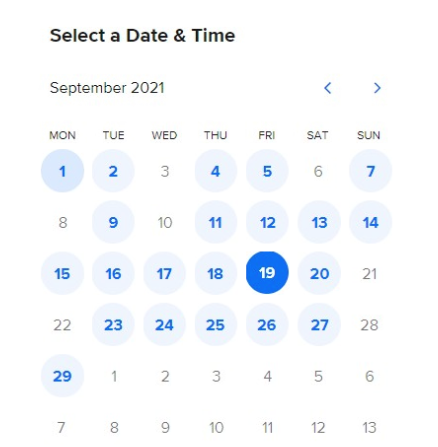 Select a Date & Time
September 2021
MON TUE WED THU FRI SAT SUN
1 2 3 4 5 6 7
8 9 10 11 12 13 14
15 16 17 18 19 20 21
22 23 24 25 26 27 28
29 1 2 3 4 5 6
7 8 9 10 11 12 13